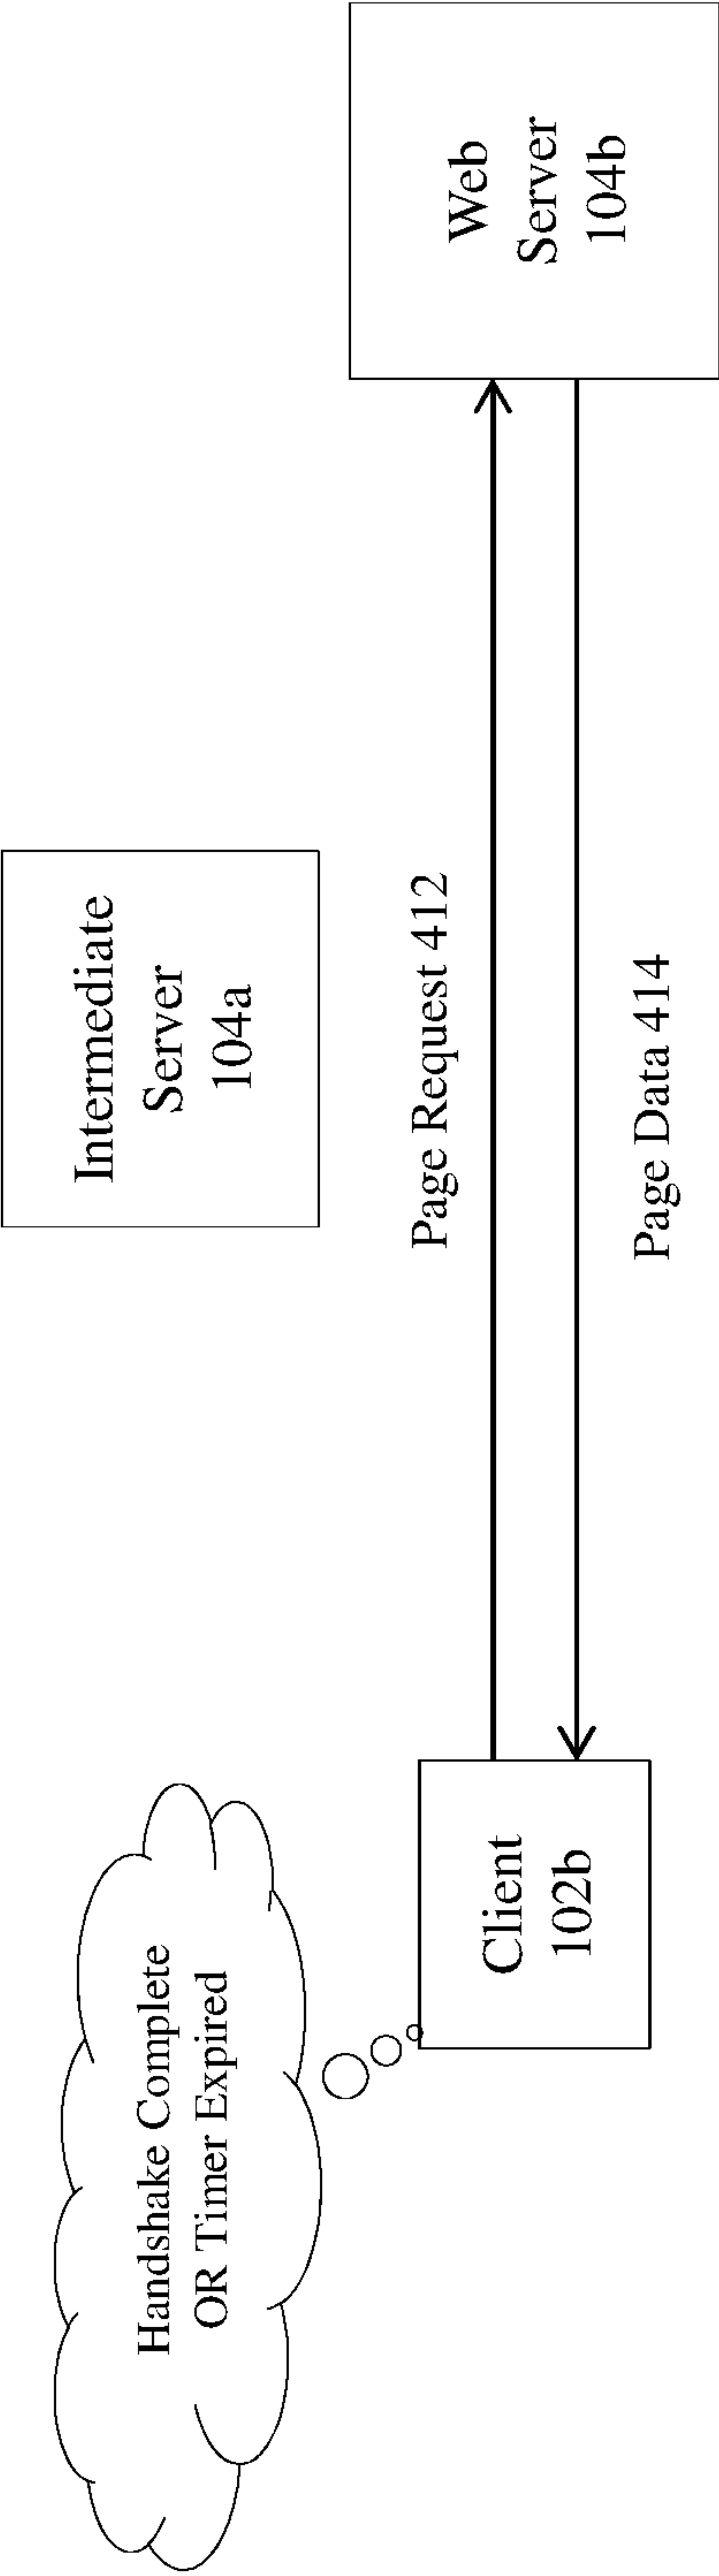 Handshake Complete
OR Timer Expired
Intermediate
Server
104a
Client
102b
Page Request 412
Page Data 414
Web
Server
104b